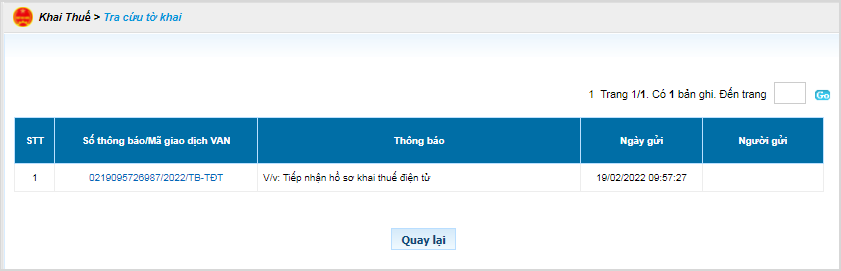 Khai Thuế > Tra cứu tờ khai
1 Trang 1/1. Có 1 bản ghi. Đến trang Go
STT Số thông báo/Mã giao dịch VAN Thông báo Ngày gửi Người gửi
1 0219095726987/2022/TB-TĐT V/v: Tiếp nhận hồ sơ khai thuế điện tử 19/02/2022 09:57:27
Quay lại